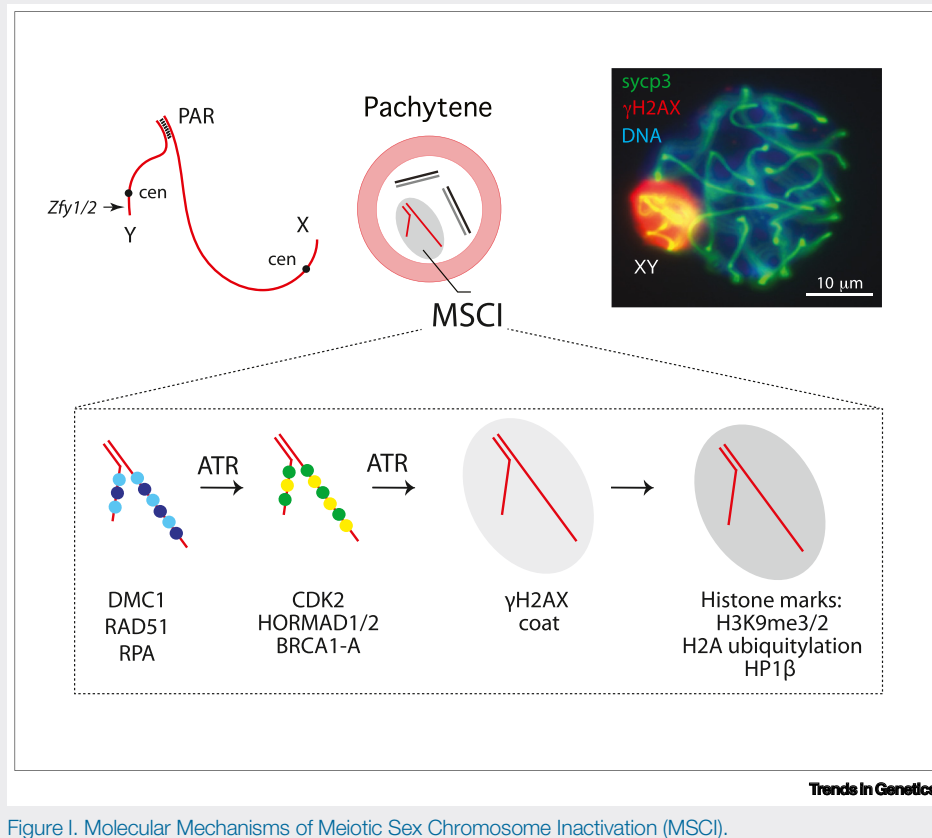 PAR
cen
Zfy1/2
Y
X
cen
Pachytene
MSCI
sycp3
γH2AX
DNA
XY
10 μm
ATR
ATR
DMC1
RAD51
RPA
CDK2
HORMAD1/2
BRCA1-A
γH2AX
coat
Histone marks:
H3K9me3/2
H2A ubiquitylation
HP1β
Trends in Genetics
Figure I. Molecular Mechanisms of Meiotic Sex Chromosome Inactivation (MSCI).